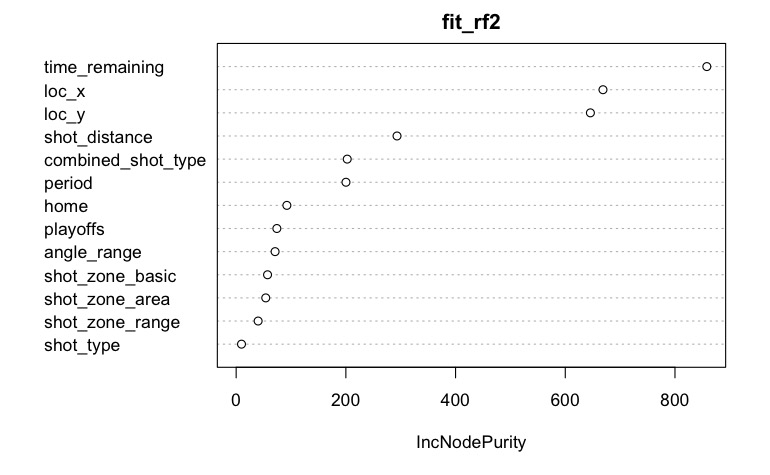 fit_rf2
time_remaining
loc_x
loc_y
shot_distance
combined_shot_type
period
home
playoffs
angle_range
shot_zone_basic
shot_zone_area
shot_zone_range
shot_type
0 200 400 600 800
IncNodePurity